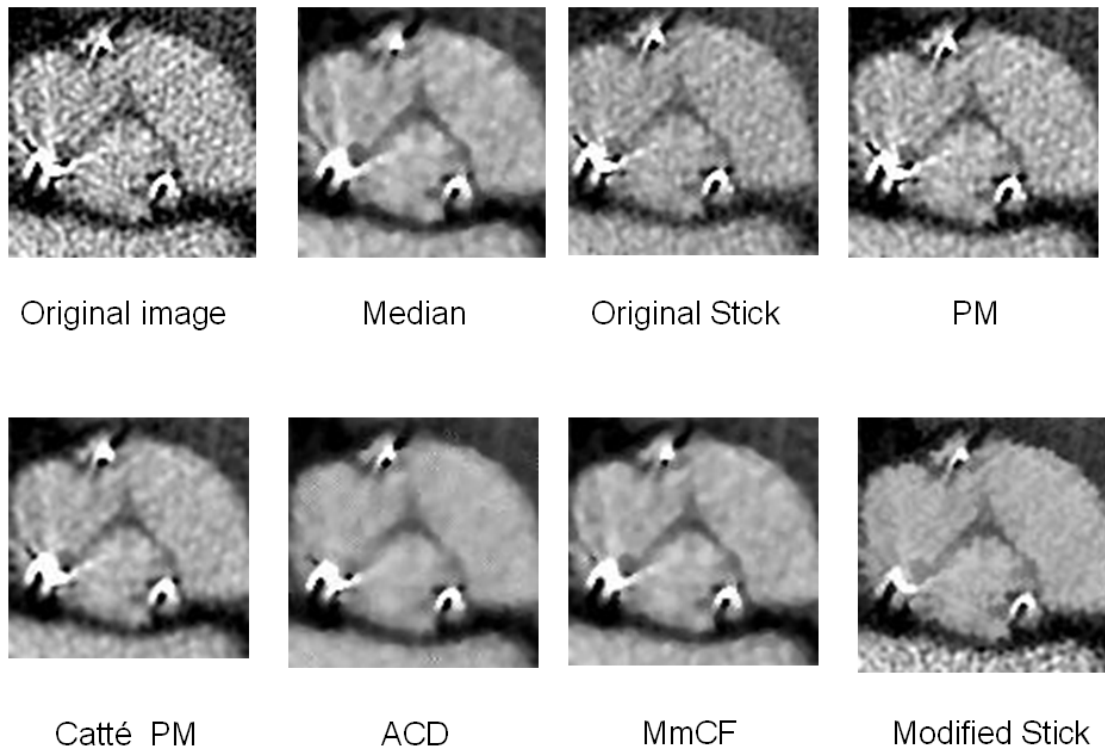 Original image
Median
Original Stick
PM
Catté PM
ACD
MmCF
Modified Stick